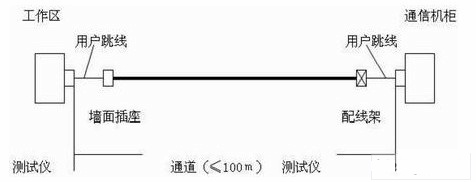 工作区
通信机柜
用户跳线
用户跳线
墙面插座
配线架
测试仪
通道(≤100m)
测试仪